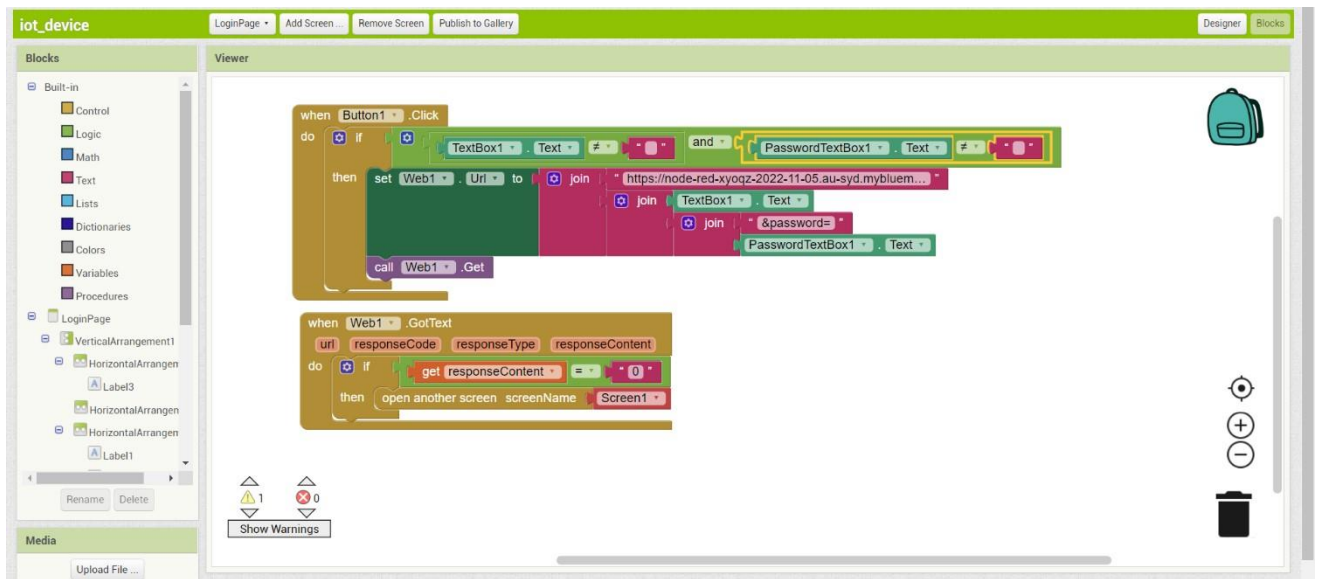 iot_device LoginPage Add Screen ... Remove Screen Publish to Gallery Designer Blocks
Blocks
Built-in
Control
Logic
Math
Text
Lists
Dictionaries
Colors
Variables
Procedures
LoginPage
VerticalArrangement1
HorizontalArrangem
Label3
HorizontalArrangem
HorizontalArrangem
Label1
Rename Delete
Media
Upload File ...
Viewer
when Button1 .Click
do if TextBox1 . Text ≠ " " and PasswordTextBox1 . Text ≠ " "
then set Web1 . Url to join " https://node-red-xyoqz-2022-11-05.au-syd.mybluem... "
join TextBox1 . Text
join " &password= "
PasswordTextBox1 . Text
call Web1 .Get
when Web1 .GotText
url responseCode responseType responseContent
do if get responseContent = " 0 "
then open another screen screenName Screen1
1 0
Show Warnings